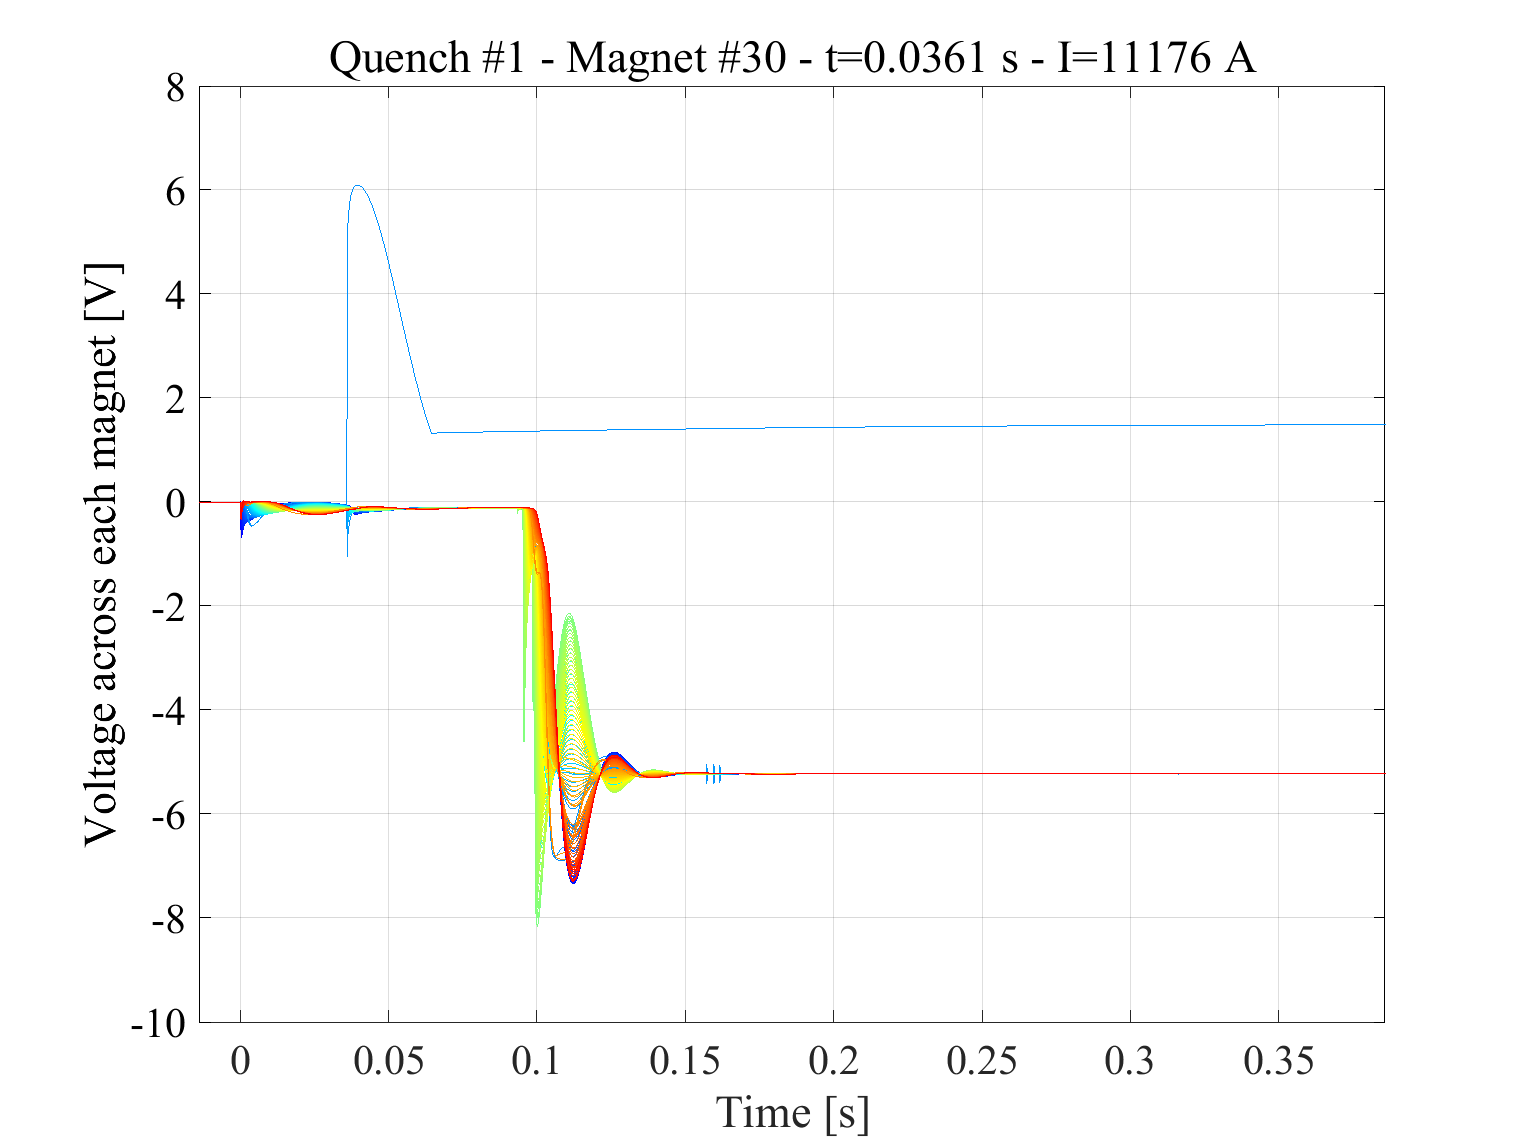 Quench #1 - Magnet #30 - t=0.0361 s - I=11176 A
Voltage across each magnet [V]
8
6
4
2
0
-2
-4
-6
-8
-10
0 0.05 0.1 0.15 0.2 0.25 0.3 0.35
Time [s]